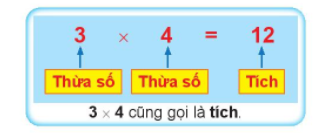 3 × 4 = 12
Thừa số Thừa số Tích
3 × 4 cũng gọi là tích.